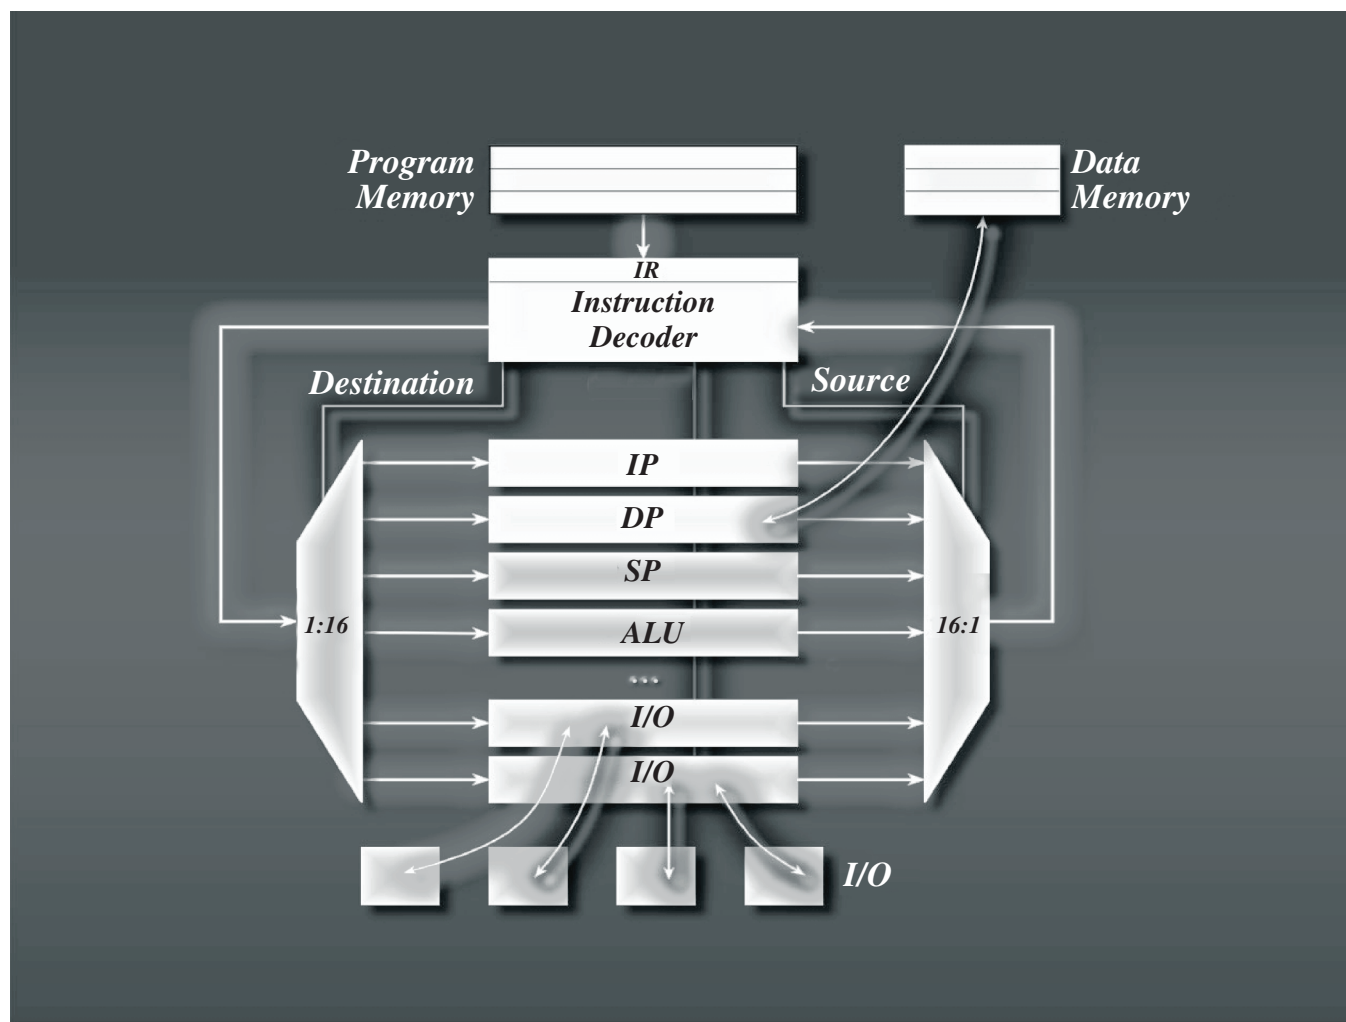 Program
Memory
Data
Memory
IR
Instruction
Decoder
Destination
Source
IP
DP
SP
1:16
ALU
16:1
...
I/O
I/O
I/O